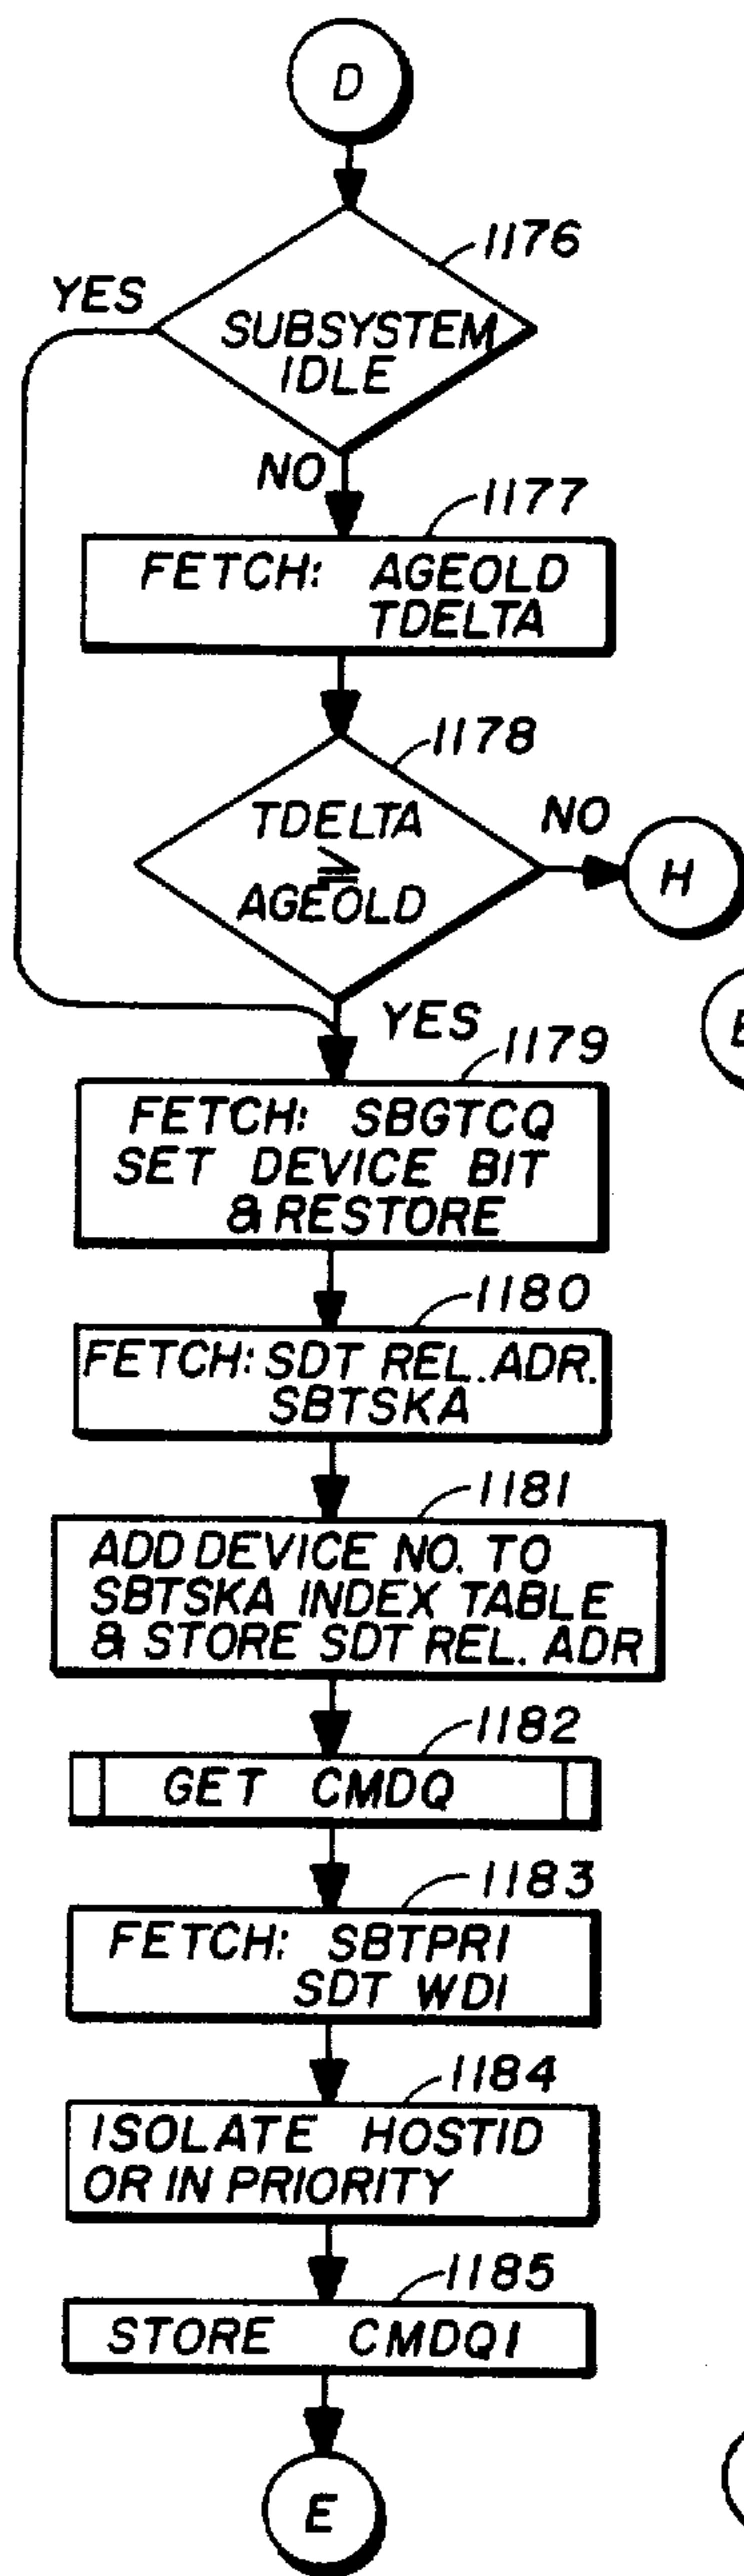 D
1176
YES
SUBSYSTEM
IDLE
NO
1177
FETCH: AGEOLD
TDELTA
1178
TDELTA
≥
AGEOLD
NO
H
YES
1179
FETCH: SBGTCQ
SET DEVICE BIT
& RESTORE
1180
FETCH: SDT REL. ADR.
SBTSKA
1181
ADD DEVICE NO. TO
SBTSKA INDEX TABLE
& STORE SDT REL. ADR
1182
GET CMDQ
1183
FETCH: SBTPRI
SDT WDI
1184
ISOLATE HOSTID
OR IN PRIORITY
1185
STORE CMDQ1
E